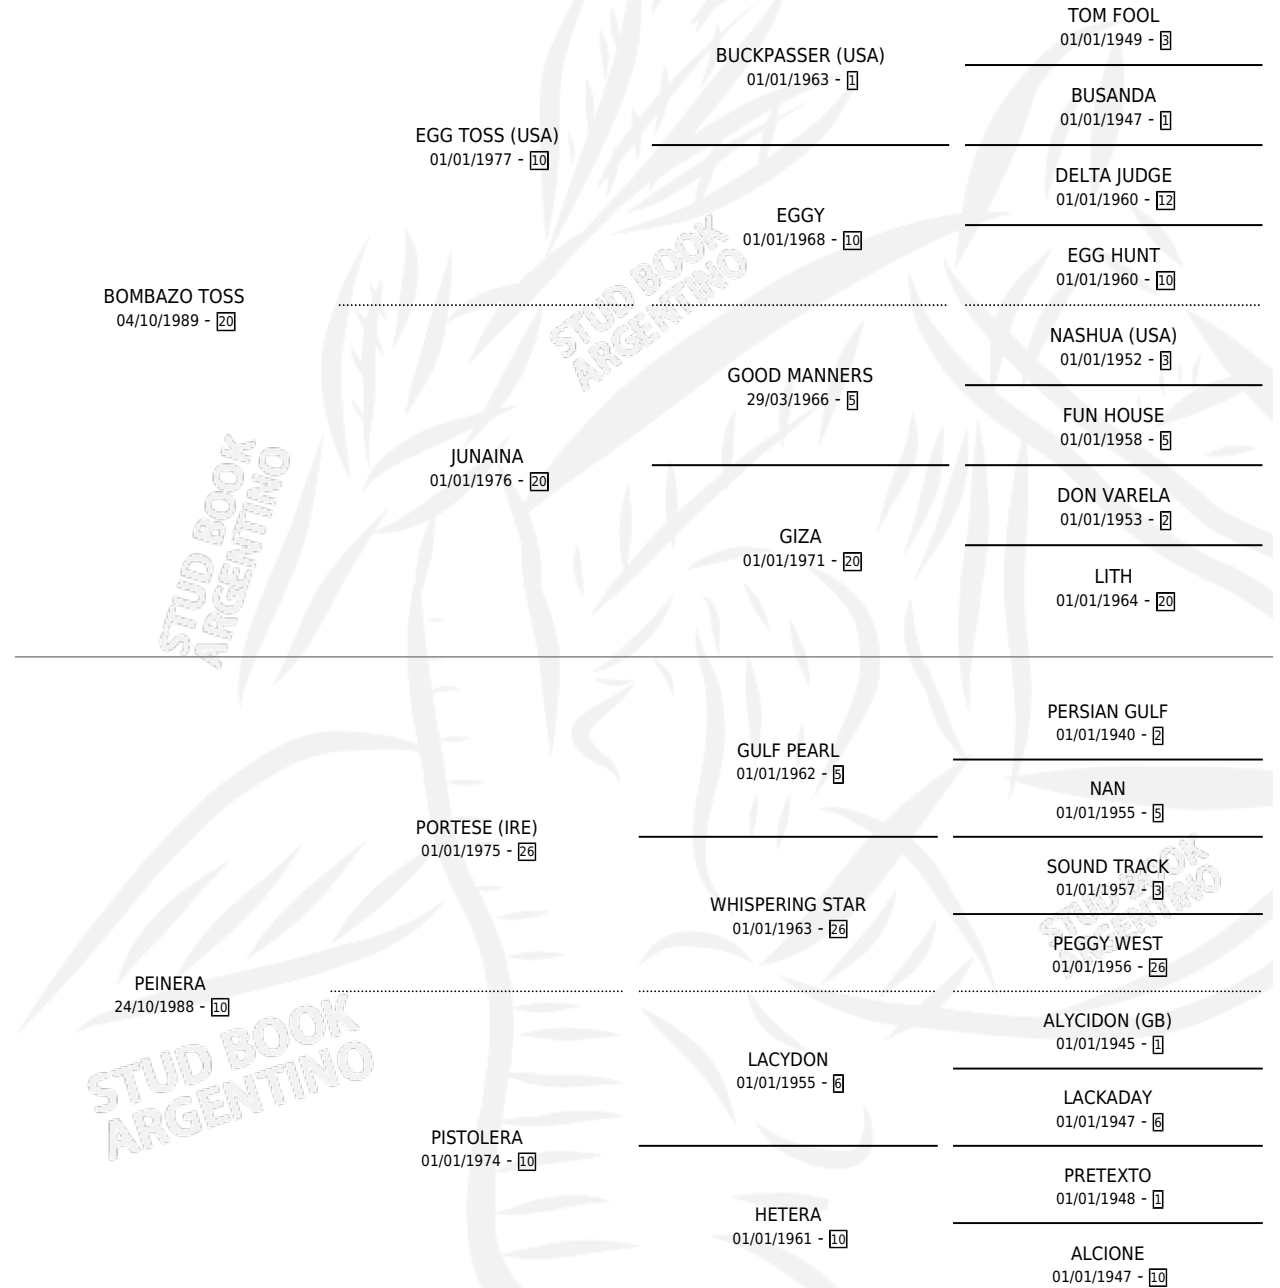 TOM FOOL
01/01/1949 - 3
BUCKPASSER (USA)
01/01/1963 - 1
BUSANDA
01/01/1947 - 1
EGG TOSS (USA)
01/01/1977 - 10
DELTA JUDGE
01/01/1960 - 12
EGGY
01/01/1968 - 10
EGG HUNT
01/01/1960 - 10
BOMBAZO TOSS
04/10/1989 - 20
STUD BOOK
ARGENTINO
NASHUA (USA)
01/01/1952 - 3
GOOD MANNERS
29/03/1966 - 5
FUN HOUSE
01/01/1958 - 5
JUNAINA
01/01/1976 - 20
DON VARELA
01/01/1953 - 2
GIZA
01/01/1971 - 20
LITH
01/01/1964 - 20
STUD BOOK
ARGENTINO
PERSIAN GULF
01/01/1940 - 2
GULF PEARL
01/01/1962 - 5
NAN
01/01/1955 - 5
PORTESE (IRE)
01/01/1975 - 26
SOUND TRACK
01/01/1957 - 3
WHISPERING STAR
01/01/1963 - 26
PEGGY WEST
01/01/1956 - 26
STUD BOOK
ARGENTINO
PEINERA
24/10/1988 - 10
STUD BOOK
ARGENTINO
ALYCIDON (GB)
01/01/1945 - 1
LACYDON
01/01/1955 - 6
LACKADAY
01/01/1947 - 6
PISTOLERA
01/01/1974 - 10
PRETEXTO
01/01/1948 - 1
HETERA
01/01/1961 - 10
ALCIONE
01/01/1947 - 10